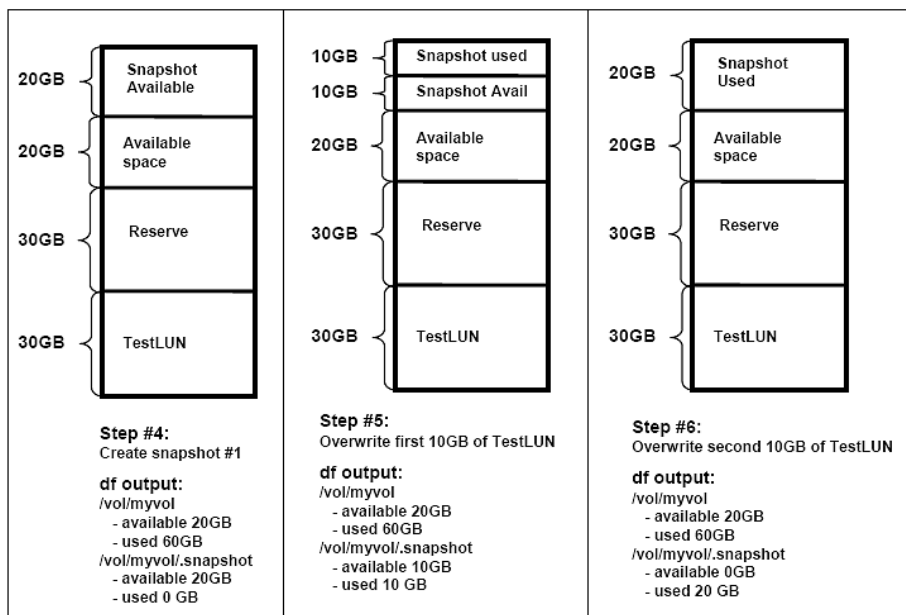 20GB
Snapshot
Available
20GB
Available
space
30GB
Reserve
30GB
TestLUN
Step #4:
Create snapshot #1
df output:
/vol/myvol
- available 20GB
- used 60GB
/vol/myvol/.snapshot
- available 20GB
- used 0 GB
10GB
Snapshot used
10GB
Snapshot Avail
20GB
Available
space
30GB
Reserve
30GB
TestLUN
Step #5:
Overwrite first 10GB of TestLUN
df output:
/vol/myvol
- available 20GB
- used 60GB
/vol/myvol/.snapshot
- available 10GB
- used 10 GB
20GB
Snapshot
Used
20GB
Available
space
30GB
Reserve
30GB
TestLUN
Step #6:
Overwrite second 10GB of TestLUN
df output:
/vol/myvol
- available 20GB
- used 60GB
/vol/myvol/.snapshot
- available 0GB
- used 20 GB